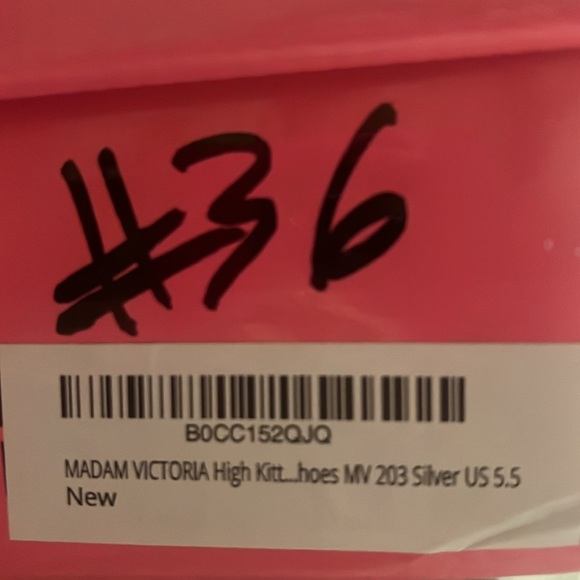 #36
B0CC152QJQ
MADAM VICTORIA High Kitt...hoes MV 203 Silver US 5.5
New